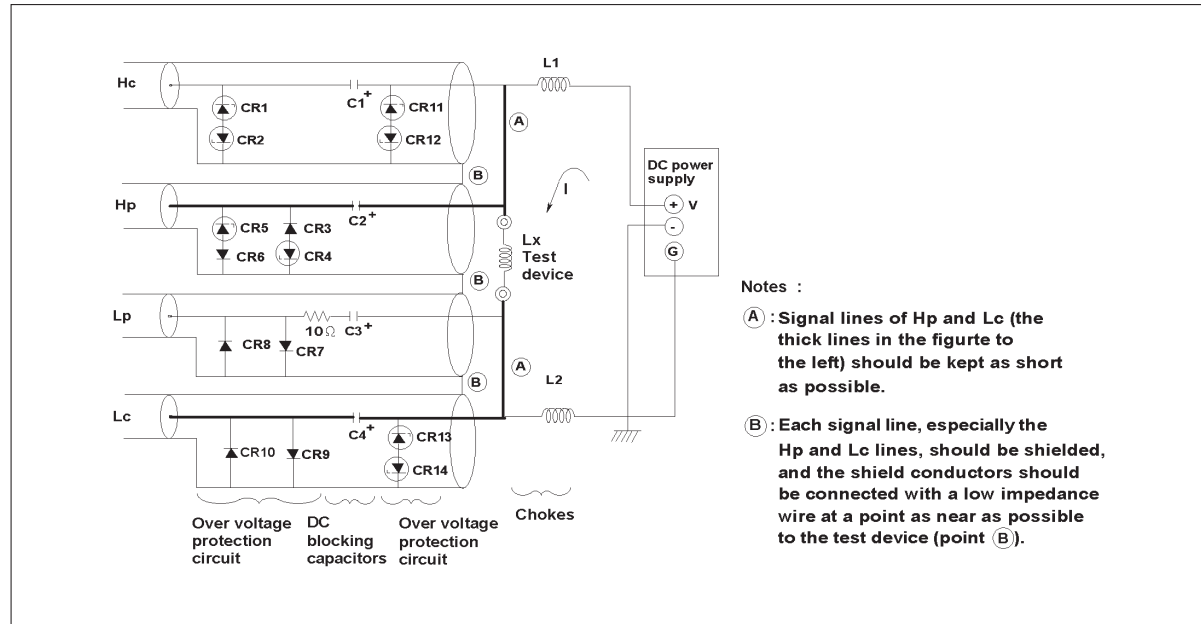 L1
Hc
CR1
C1
+
CR11
CR2
CR12
A
B
I
DC power
supply
+ V
-
G
Hp
C2
+
CR5
CR3
CR6
CR4
Lx
Test
device
B
Lp
10Ω
C3
+
CR8
CR7
A
B
L2
Lc
C4
+
CR13
CR10
CR9
CR14
Over voltage
protection
circuit
DC
blocking
capacitors
Over voltage
protection
circuit
Chokes
Notes :
A : Signal lines of Hp and Lc (the
thick lines in the figurte to
the left) should be kept as short
as possible.
B : Each signal line, especially the
Hp and Lc lines, should be shielded,
and the shield conductors should
be connected with a low impedance
wire at a point as near as possible
to the test device (point B).